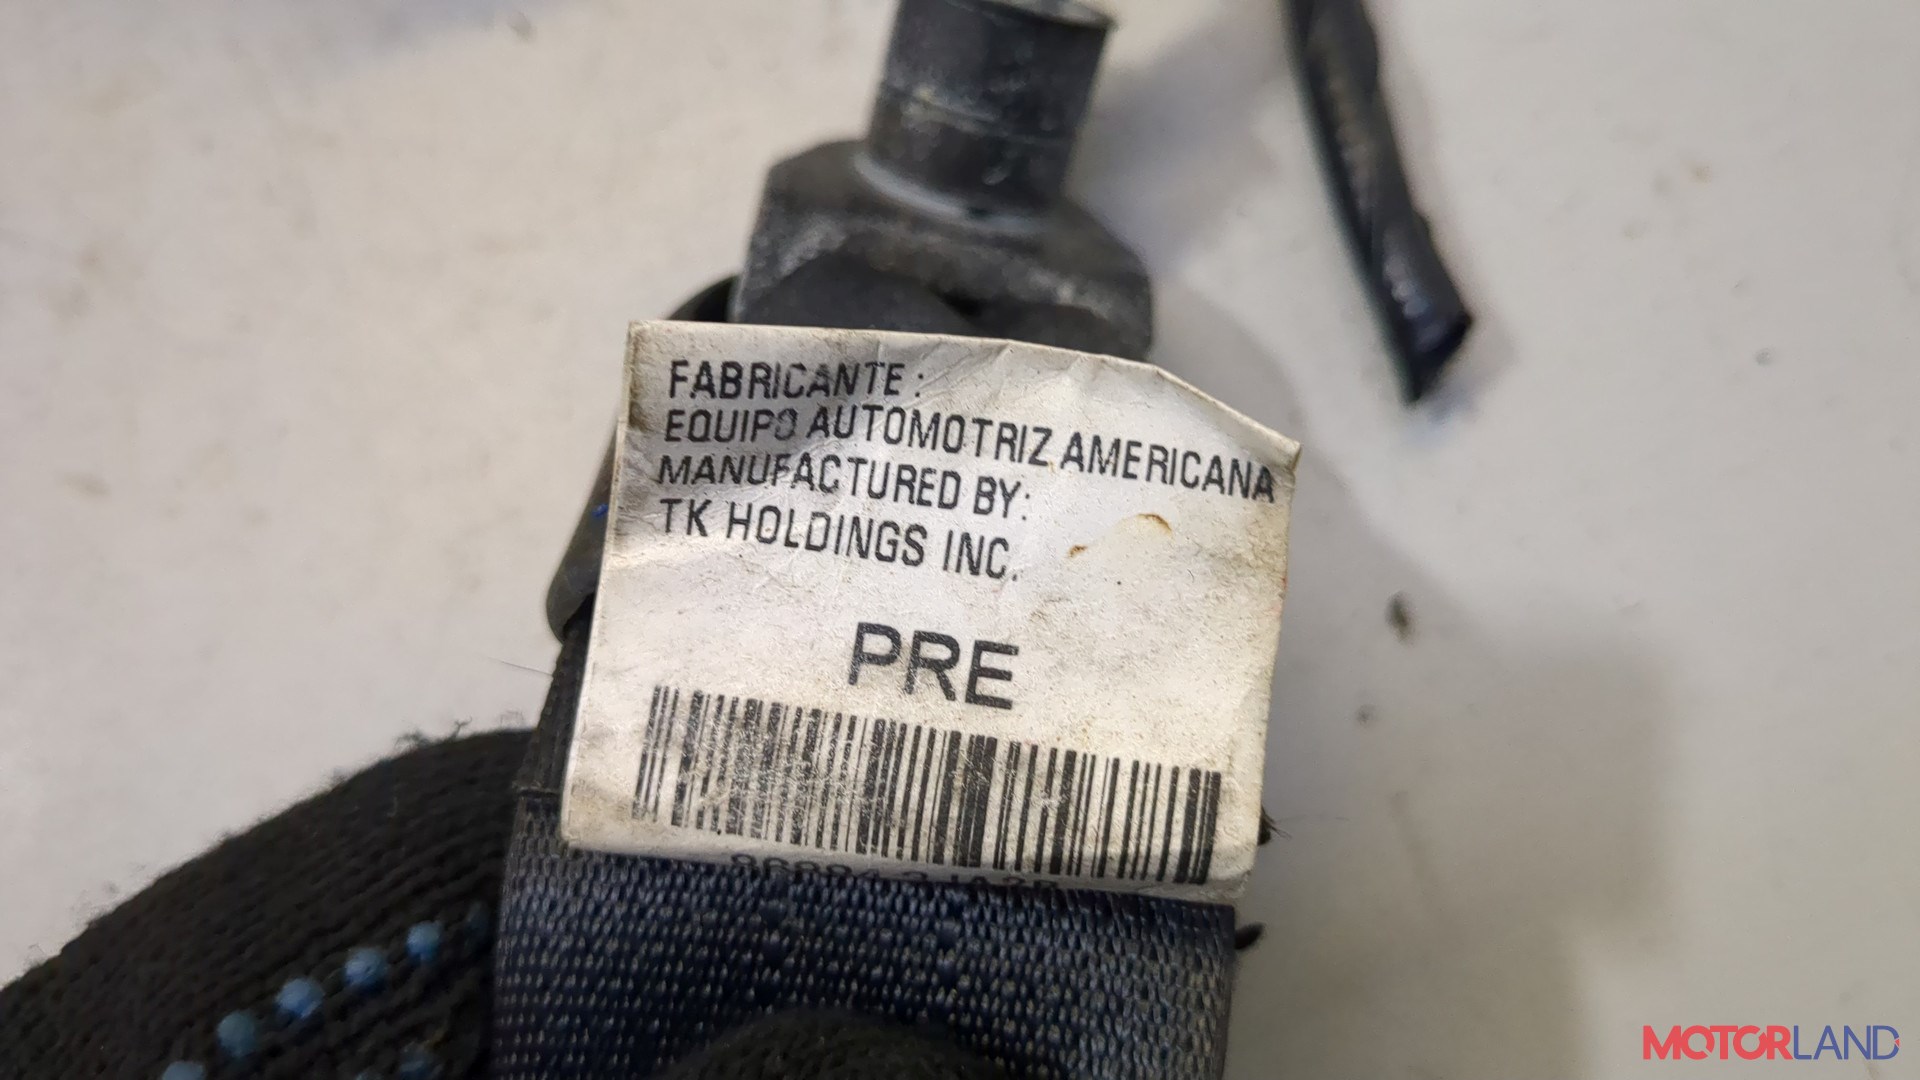 FABRICANTE :
EQUIPO AUTOMOTRIZ AMERICANA
MANUFACTURED BY:
TK HOLDINGS INC.
PRE
MOTORLAND